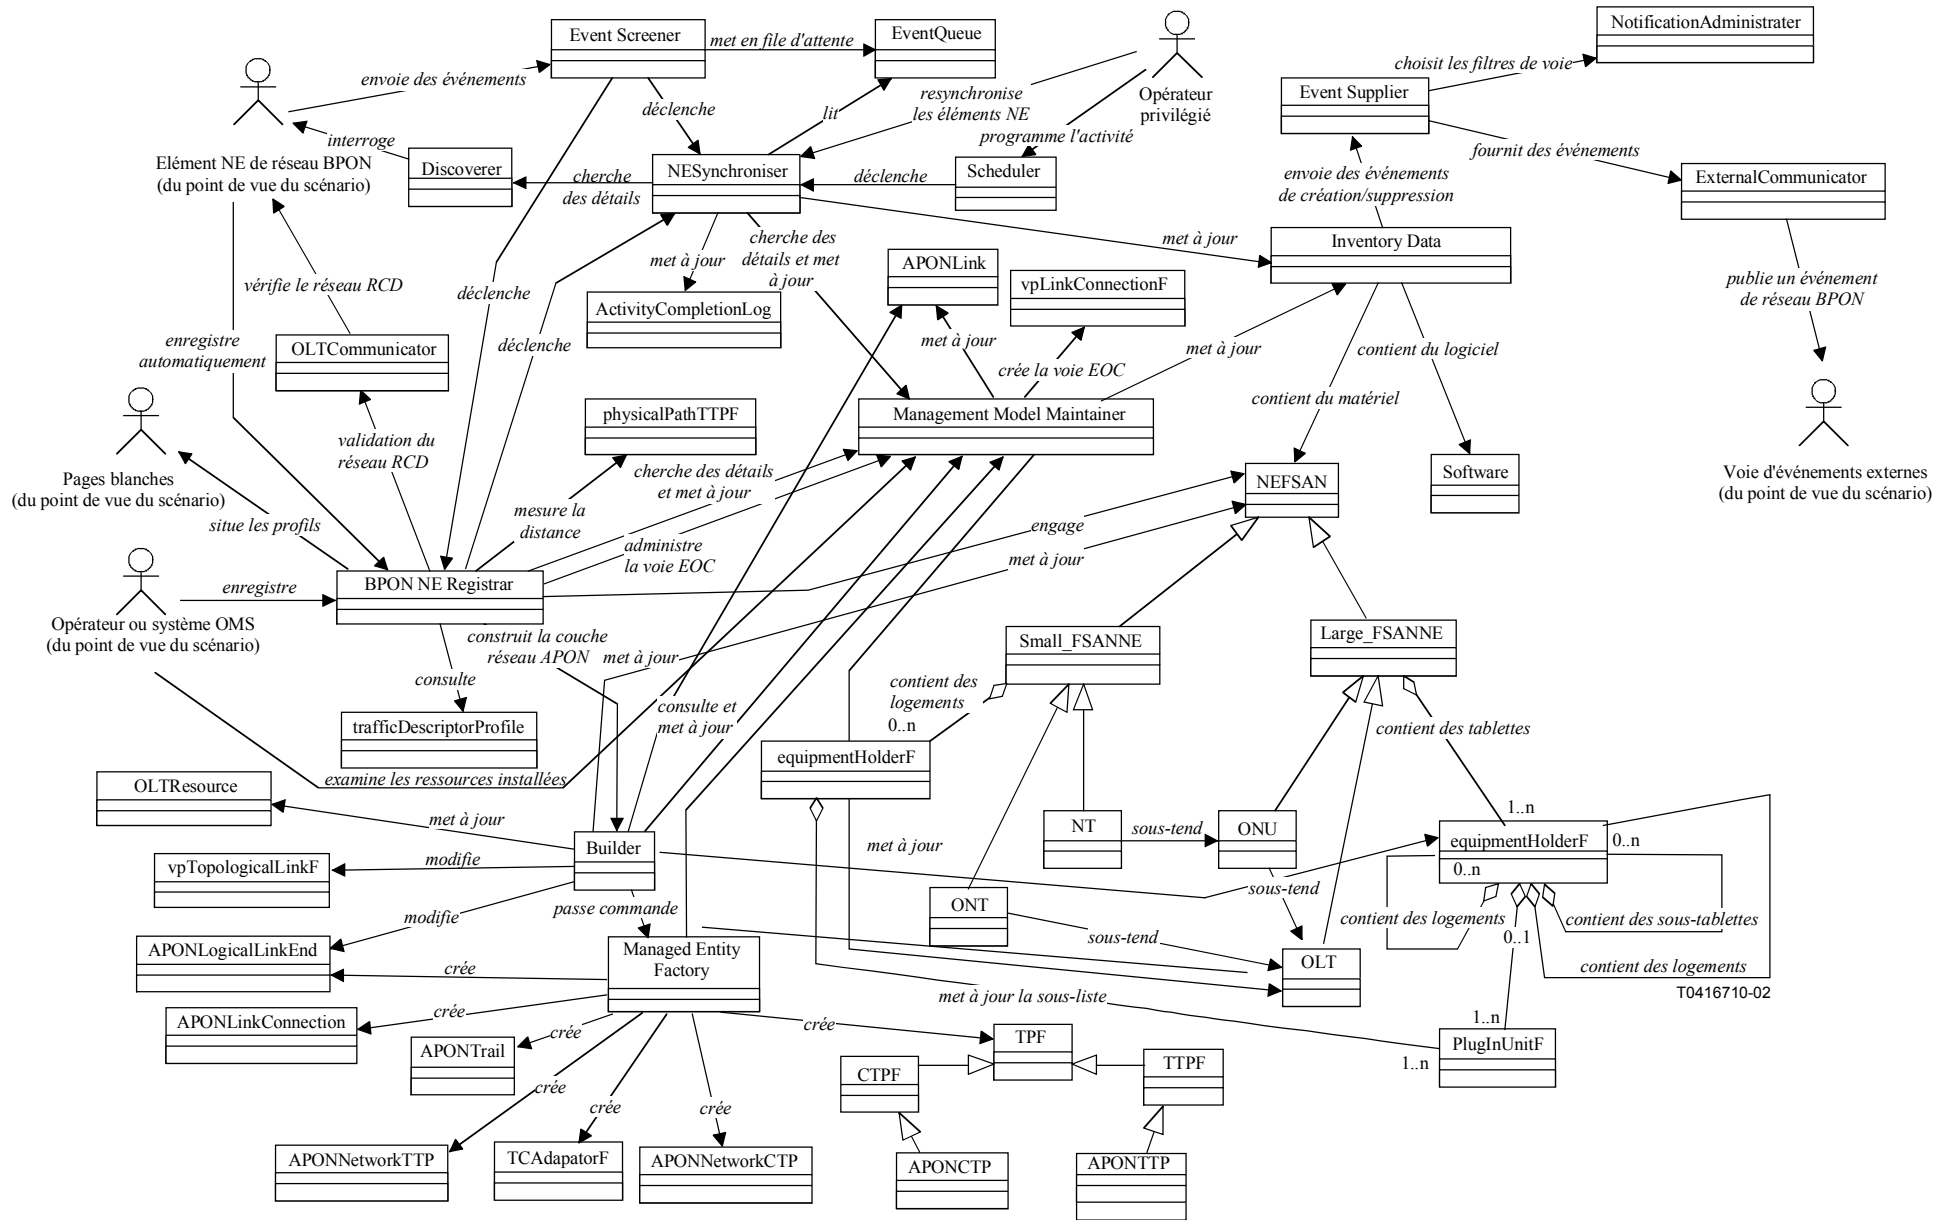 Event Screener
met en file d'attente
EventQueue
NotificationAdministrater
choisit les filtres de voie
envoie des événements
déclenche
lit
resynchronise
les éléments NE
Opérateur
privilégié
Event Supplier
programme l'activité
interroge
Elément NE de réseau BPON
(du point de vue du scénario)
Discoverer
cherche
des détails
NESynchroniser
déclenche
Scheduler
envoie des événements
de création/suppression
fournit des événements
ExternalCommunicator
cherche des
détails et met
à jour
met à jour
met à jour
Inventory Data
APONLink
vpLinkConnectionF
vérifie le réseau RCD
déclenche
ActivityCompletionLog
publie un événement
de réseau BPON
enregistre
automatiquement
OLTCommunicator
déclenche
met à jour
crée la voie EOC
met à jour
contient du logiciel
contient du matériel
physicalPathTTPF
Management Model Maintainer
validation du
réseau RCD
Pages blanches
(du point de vue du scénario)
cherche des détails
et met à jour
NEFSAN
Software
Voie d'événements externes
(du point de vue du scénario)
situe les profils
mesure la
distance
administre
la voie EOC
engage
met à jour
enregistre
BPON NE Registrar
Opérateur ou système OMS
(du point de vue du scénario)
construit la couche
réseau APON
met à jour
Small_FSANNE
Large_FSANNE
consulte
contient des
logements
0..n
consulte et
met à jour
trafficDescriptorProfile
contient des tablettes
equipmentHolderF
examine les ressources installées
OLTResource
met à jour
1..n
NT
sous-tend
ONU
equipmentHolderF
0..n
0..n
Builder
met à jour
modifie
vpTopologicalLinkF
sous-tend
modifie
passe commande
ONT
contient des logements
contient des sous-tablettes
0..1
sous-tend
APONLogicalLinkEnd
Managed Entity
Factory
crée
OLT
contient des logements
T0416710-02
met à jour la sous-liste
APONLinkConnection
crée
crée
crée
1..n
APONTrail
TPF
PlugInUnitF
1..n
CTPF
TTPF
crée
crée
crée
APONNetworkTTP
TCAdapatorF
APONNetworkCTP
APONCTP
APONTTP